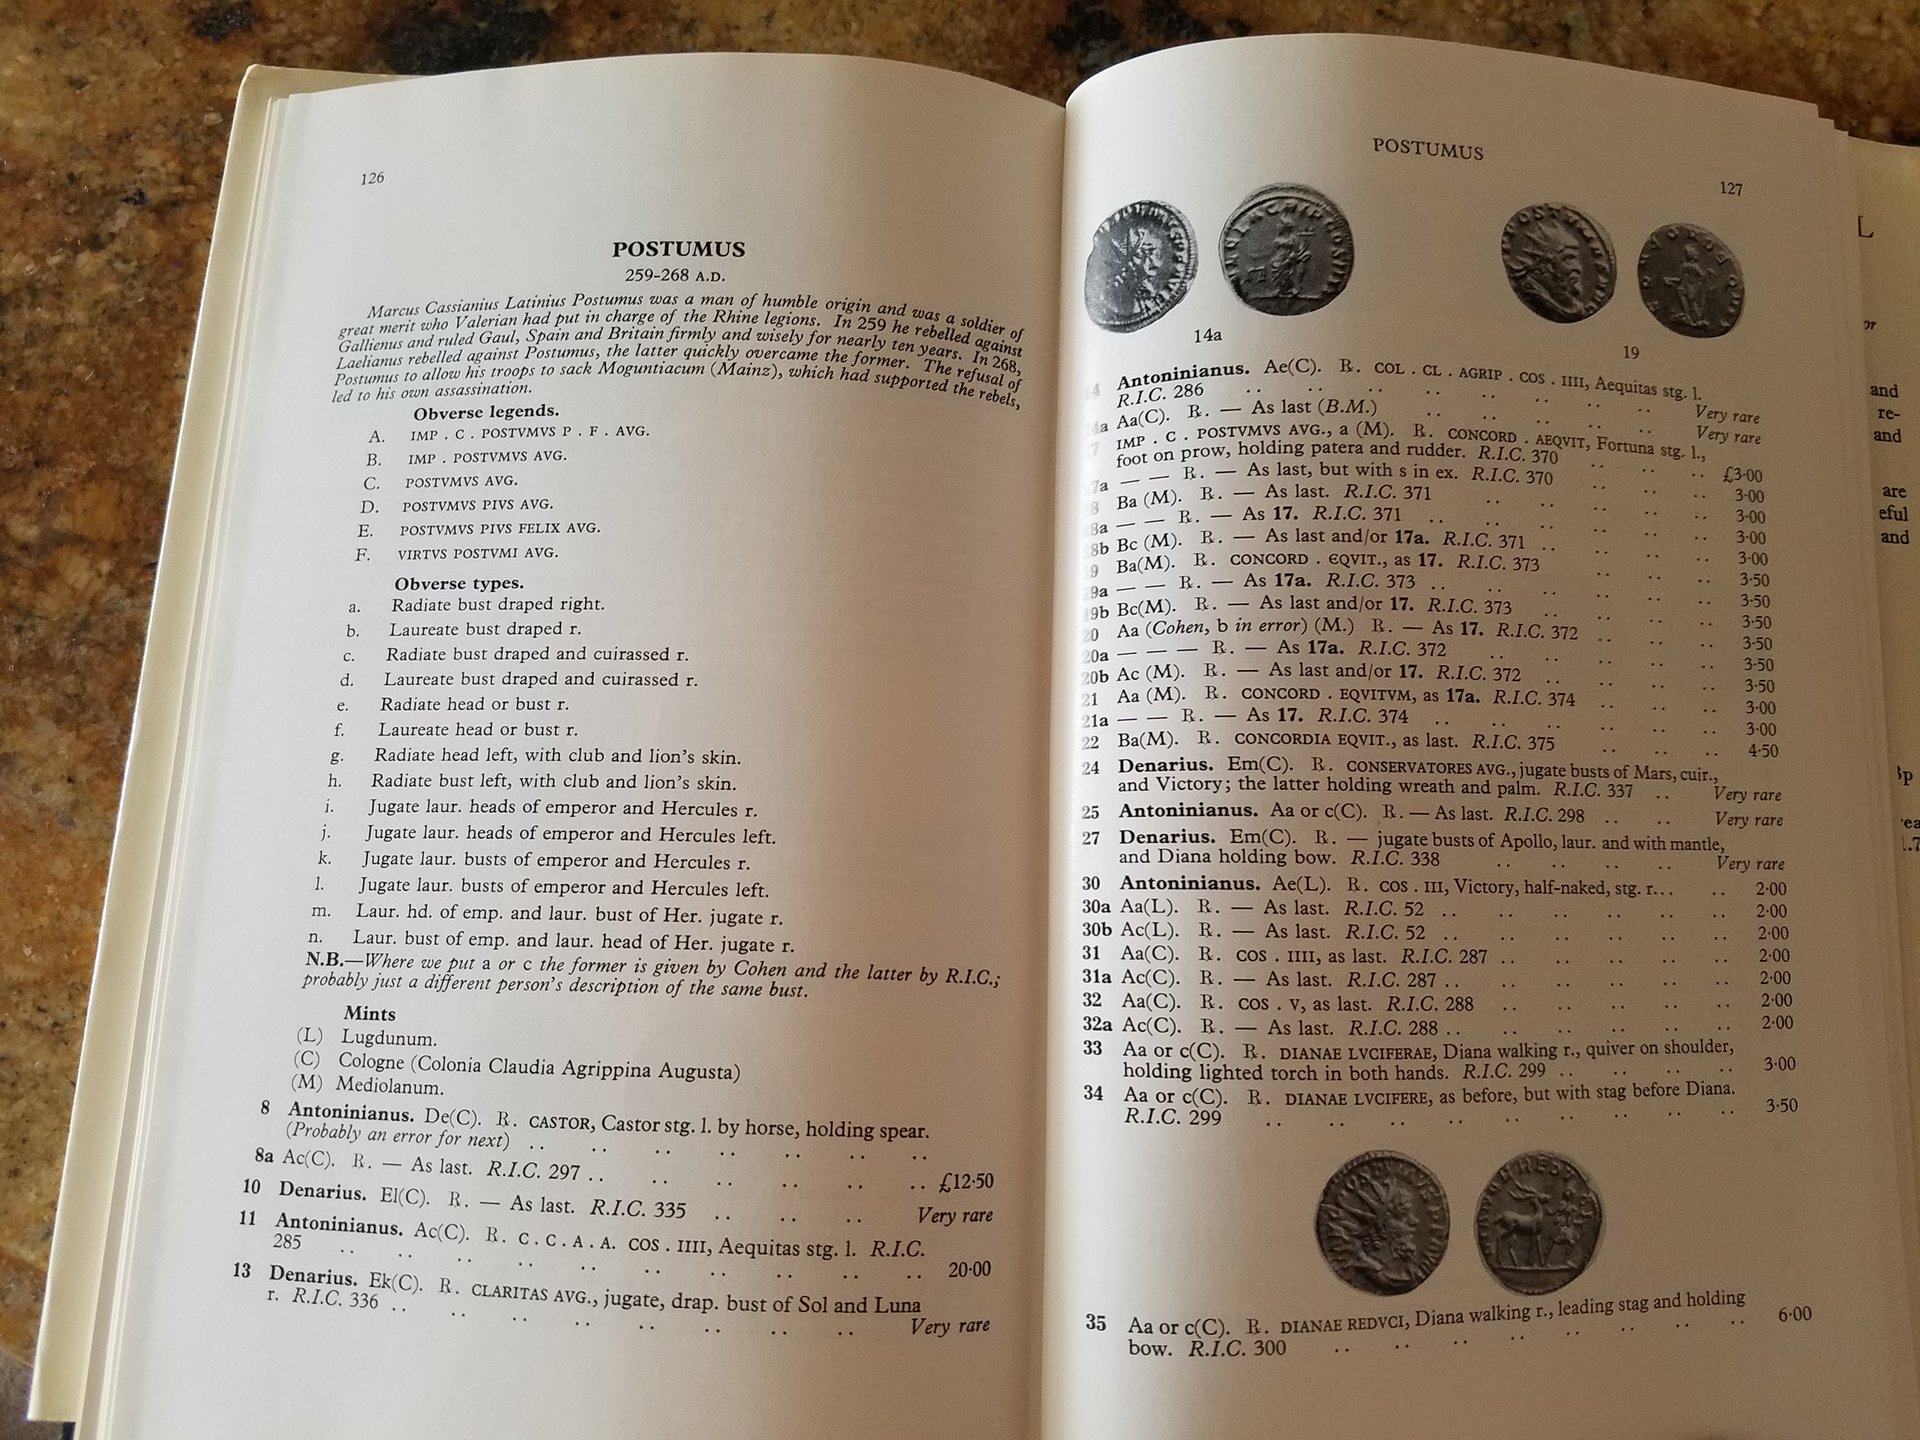 126
POSTUMUS
259-268 A.D.
Marcus Cassianius Latinius Postumus was a man of humble origin and was a soldier of
great merit who Valerian had put in charge of the Rhine legions. In 259 he rebelled against
Gallienus and ruled Gaul, Spain and Britain firmly and wisely for nearly ten years. In 268,
Laelianus rebelled against Postumus, the latter quickly overcame the former. The refusal of
Postumus to allow his troops to sack Moguntiacum (Mainz), which had supported the rebels,
led to his own assassination.
Obverse legends.
A. IMP . C . POSTVMVS P . F . AVG.
B. IMP . POSTVMVS AVG.
C. POSTVMVS AVG.
D. POSTVMVS PIVS AVG.
E. POSTVMVS PIVS FELIX AVG.
F. VIRTVS POSTVMI AVG.
Obverse types.
a. Radiate bust draped right.
b. Laureate bust draped r.
c. Radiate bust draped and cuirassed r.
d. Laureate bust draped and cuirassed r.
e. Radiate head or bust r.
f. Laureate head or bust r.
g. Radiate head left, with club and lion's skin.
h. Radiate bust left, with club and lion's skin.
i. Jugate laur. heads of emperor and Hercules r.
j. Jugate laur. heads of emperor and Hercules left.
k. Jugate laur. busts of emperor and Hercules r.
l. Jugate laur. busts of emperor and Hercules left.
m. Laur. hd. of emp. and laur. bust of Her. jugate r.
n. Laur. bust of emp. and laur. head of Her. jugate r.
N.B.—Where we put a or c the former is given by Cohen and the latter by R.I.C.;
probably just a different person's description of the same bust.
Mints
(L) Lugdunum.
(C) Cologne (Colonia Claudia Agrippina Augusta)
(M) Mediolanum.
8 Antoninianus. De(C). ℞. CASTOR, Castor stg. l. by horse, holding spear.
(Probably an error for next) .. .. .. .. .. .. ..
8a Ac(C). ℞. — As last. R.I.C. 297 .. .. .. .. .. .. £12·50
10 Denarius. El(C). ℞. — As last. R.I.C. 335 .. .. .. Very rare
11 Antoninianus. Ac(C). ℞. C . C . A . A. COS . IIII, Aequitas stg. l. R.I.C.
285 .. .. .. .. .. .. .. .. .. 20·00
13 Denarius. Ek(C). ℞. CLARITAS AVG., jugate, drap. bust of Sol and Luna
r. R.I.C. 336 .. .. .. .. .. .. .. .. Very rare
POSTUMUS
127
14a
19
4 Antoninianus. Ae(C). ℞. COL . CL . AGRIP . COS . IIII, Aequitas stg. l.
R.I.C. 286 .. .. .. .. .. .. .. Very rare
4a Aa(C). ℞. — As last (B.M.) .. .. .. .. .. Very rare
7 IMP . C . POSTVMVS AVG., a (M). ℞. CONCORD . AEQVIT, Fortuna stg. l.,
foot on prow, holding patera and rudder. R.I.C. 370 .. .. .. £3·00
7a — — ℞. — As last, but with s in ex. R.I.C. 370 .. .. .. 3·00
8 Ba (M). ℞. — As last. R.I.C. 371 .. .. .. .. 3·00
8a — — ℞. — As 17. R.I.C. 371 .. .. .. .. .. 3·00
8b Bc (M). ℞. — As last and/or 17a. R.I.C. 371 .. .. .. .. 3·00
9 Ba(M). ℞. CONCORD . ЄQVIT., as 17. R.I.C. 373 .. .. .. 3·50
9a — — ℞. — As 17a. R.I.C. 373 .. .. .. .. .. 3·50
19b Bc(M). ℞. — As last and/or 17. R.I.C. 373 .. .. .. .. 3·50
20 Aa (Cohen, b in error) (M.) ℞. — As 17. R.I.C. 372 .. .. .. .. 3·50
20a — — — ℞. — As 17a. R.I.C. 372 .. .. .. .. .. 3·50
20b Ac (M). ℞. — As last and/or 17. R.I.C. 372 .. .. .. .. 3·50
21 Aa (M). ℞. CONCORD . EQVITVM, as 17a. R.I.C. 374 .. .. .. .. 3·00
21a — — ℞. — As 17. R.I.C. 374 .. .. .. .. .. .. 3·00
22 Ba(M). ℞. CONCORDIA EQVIT., as last. R.I.C. 375 .. .. .. 4·50
24 Denarius. Em(C). ℞. CONSERVATORES AVG., jugate busts of Mars, cuir.,
and Victory; the latter holding wreath and palm. R.I.C. 337 .. Very rare
25 Antoninianus. Aa or c(C). ℞. — As last. R.I.C. 298 .. .. Very rare
27 Denarius. Em(C). ℞. — jugate busts of Apollo, laur. and with mantle,
and Diana holding bow. R.I.C. 338 .. .. .. .. Very rare
30 Antoninianus. Ae(L). ℞. COS . III, Victory, half-naked, stg. r... .. 2·00
30a Aa(L). ℞. — As last. R.I.C. 52 .. .. .. .. .. .. 2·00
30b Ac(L). ℞. — As last. R.I.C. 52 .. .. .. .. .. .. 2·00
31 Aa(C). ℞. COS . IIII, as last. R.I.C. 287 .. .. .. .. .. 2·00
31a Ac(C). ℞. — As last. R.I.C. 287 .. .. .. .. .. .. 2·00
32 Aa(C). ℞. COS . V, as last. R.I.C. 288 .. .. .. .. .. 2·00
32a Ac(C). ℞. — As last. R.I.C. 288 .. .. .. .. .. .. 2·00
33 Aa or c(C). ℞. DIANAE LVCIFERAE, Diana walking r., quiver on shoulder,
holding lighted torch in both hands. R.I.C. 299 .. .. .. .. 3·00
34 Aa or c(C). ℞. DIANAE LVCIFERE, as before, but with stag before Diana.
R.I.C. 299 .. .. .. .. .. .. .. .. 3·50
35 Aa or c(C). ℞. DIANAE REDVCI, Diana walking r., leading stag and holding
bow. R.I.C. 300 .. .. .. .. .. .. .. 6·00
L
or
and
re-
and
are
eful
and